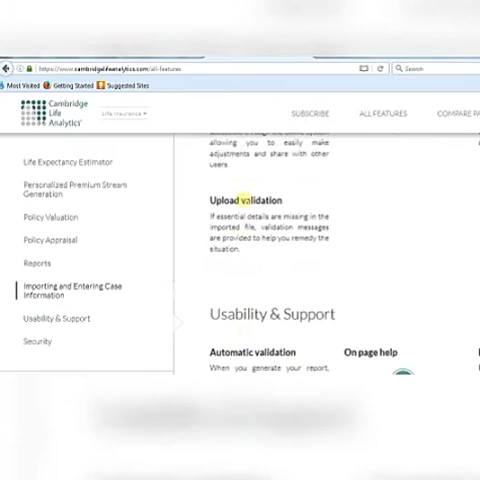 https://www.cambridgelifeanalytics.com/all-features
Search
Most Visited Getting Started Suggested Sites
Cambridge
Life
Analytics
Life Insurance
SUBSCRIBE ALL FEATURES COMPARE
allowing you to easily make
adjustments and share with other
users.
Life Expectancy Estimator
Personalized Premium Stream
Generation
Policy Valuation
Policy Appraisal
Reports
Importing and Entering Case
Information
Usability & Support
Security
Upload validation
If essential details are missing in the
imported file, validation messages
are provided to help you remedy the
situation.
Usability & Support
Automatic validation On page help
When you generate your report,